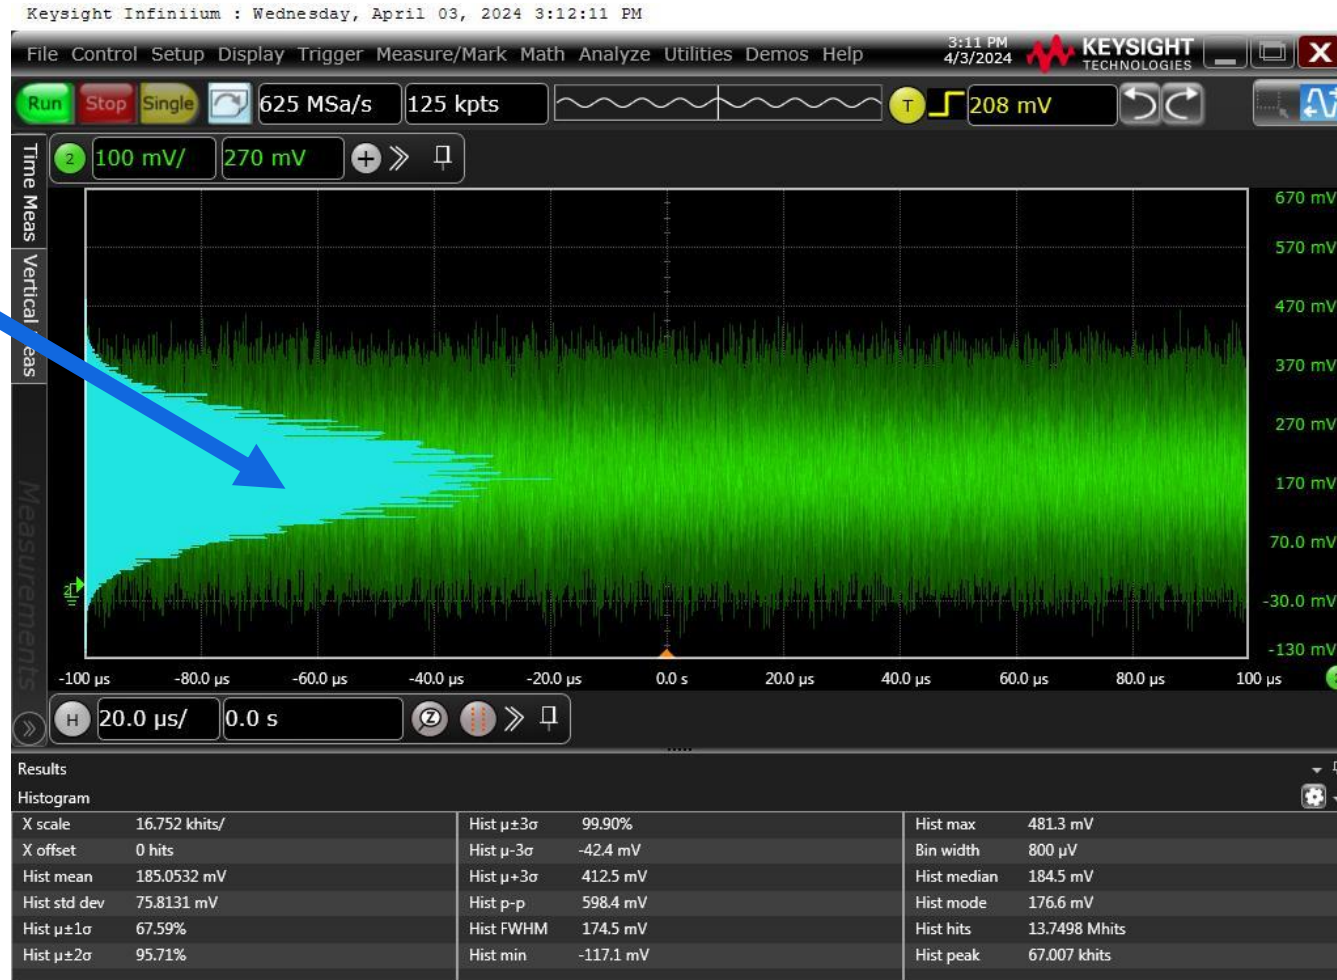 Keysight Infiniium : Wednesday, April 03, 2024 3:12:11 PM
File Control Setup Display Trigger Measure/Mark Math Analyze Utilities Demos Help
3:11 PM
4/3/2024
KEYSIGHT
TECHNOLOGIES
X
Run Stop Single 625 MSa/s 125 kpts T 208 mV
2 100 mV/ 270 mV +
Time Meas
Vertical Meas
Measurements
670 mV
570 mV
470 mV
370 mV
270 mV
170 mV
70.0 mV
-30.0 mV
-130 mV
2
-100 µs -80.0 µs -60.0 µs -40.0 µs -20.0 µs 0.0 s 20.0 µs 40.0 µs 60.0 µs 80.0 µs 100 µs
H 20.0 µs/ 0.0 s Z
Results
Histogram
X scale 16.752 khits/ Hist µ±3σ 99.90% Hist max 481.3 mV
X offset 0 hits Hist µ-3σ -42.4 mV Bin width 800 µV
Hist mean 185.0532 mV Hist µ+3σ 412.5 mV Hist median 184.5 mV
Hist std dev 75.8131 mV Hist p-p 598.4 mV Hist mode 176.6 mV
Hist µ±1σ 67.59% Hist FWHM 174.5 mV Hist hits 13.7498 Mhits
Hist µ±2σ 95.71% Hist min -117.1 mV Hist peak 67.007 khits